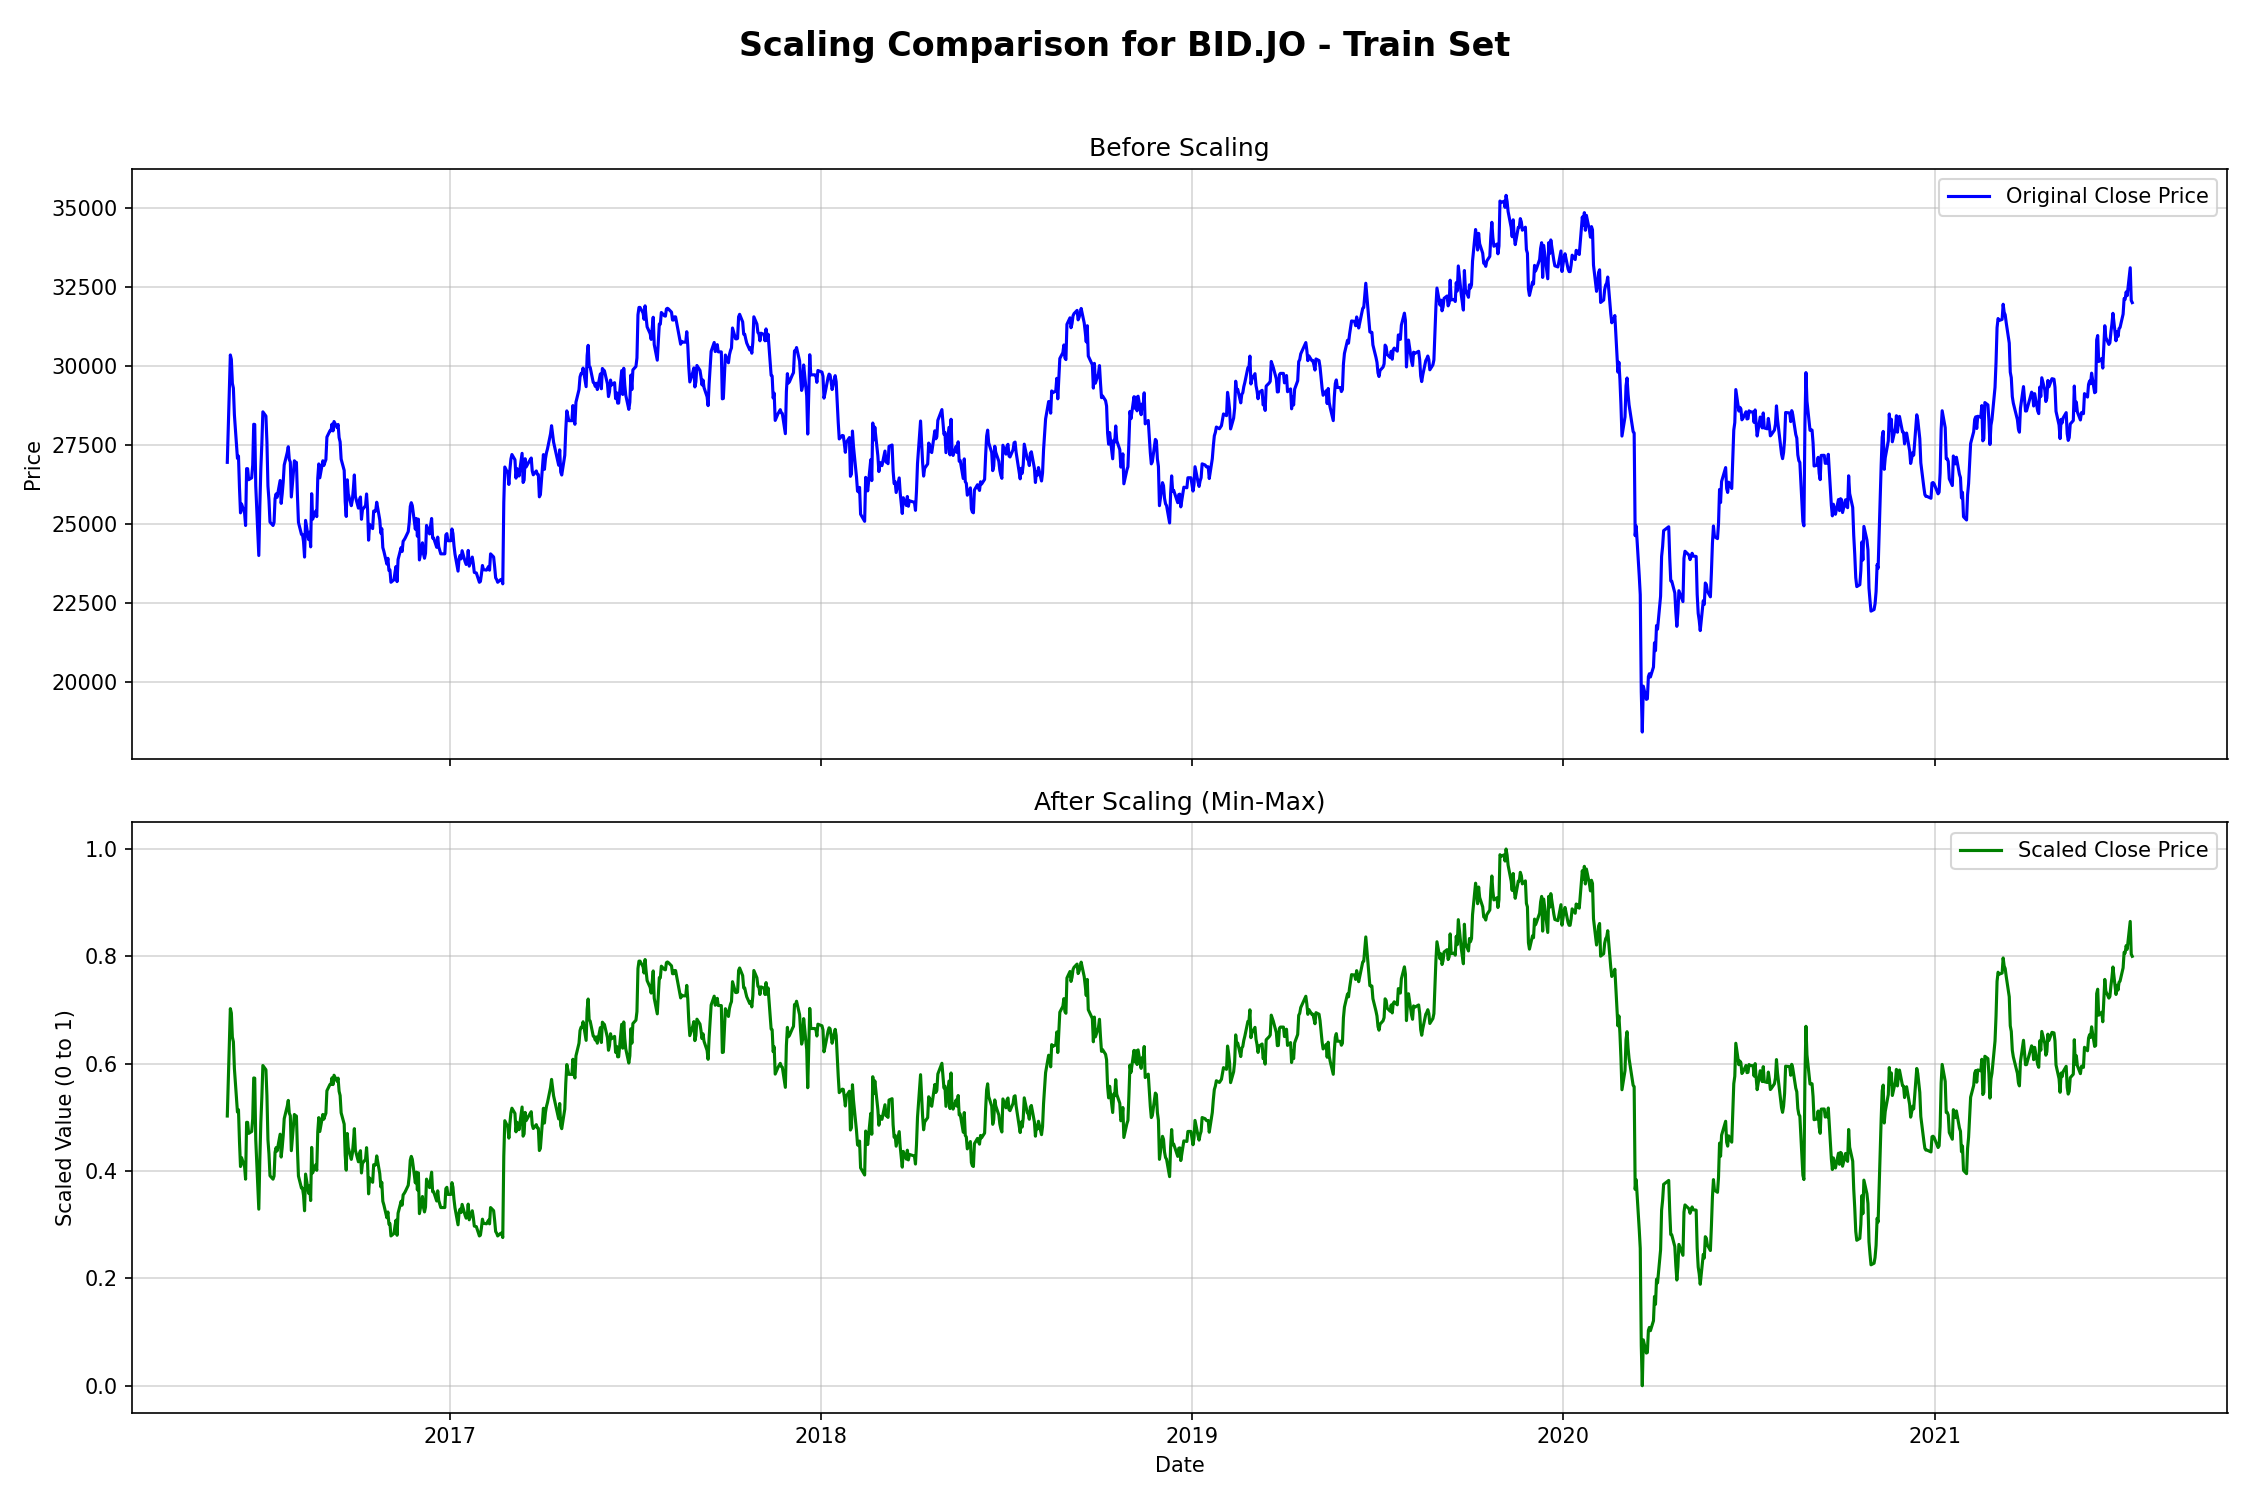 Scaling Comparison for BID.JO - Train Set
Before Scaling
Original Close Price
35000
32500
30000
27500
25000
22500
20000
Price
After Scaling (Min-Max)
Scaled Close Price
1.0
0.8
0.6
0.4
0.2
0.0
Scaled Value (0 to 1)
2017 2018 2019 2020 2021
Date